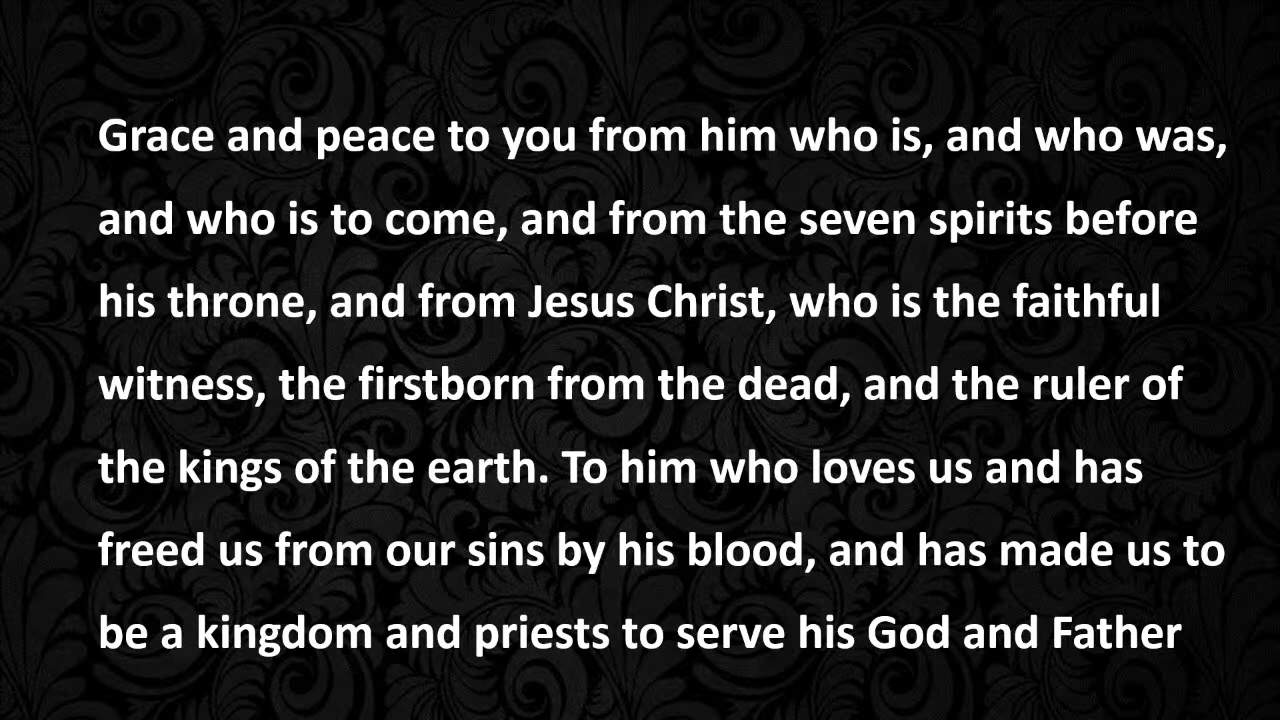 Grace and peace to you from him who is, and who was,
and who is to come, and from the seven spirits before
his throne, and from Jesus Christ, who is the faithful
witness, the firstborn from the dead, and the ruler of
the kings of the earth. To him who loves us and has
freed us from our sins by his blood, and has made us to
be a kingdom and priests to serve his God and Father